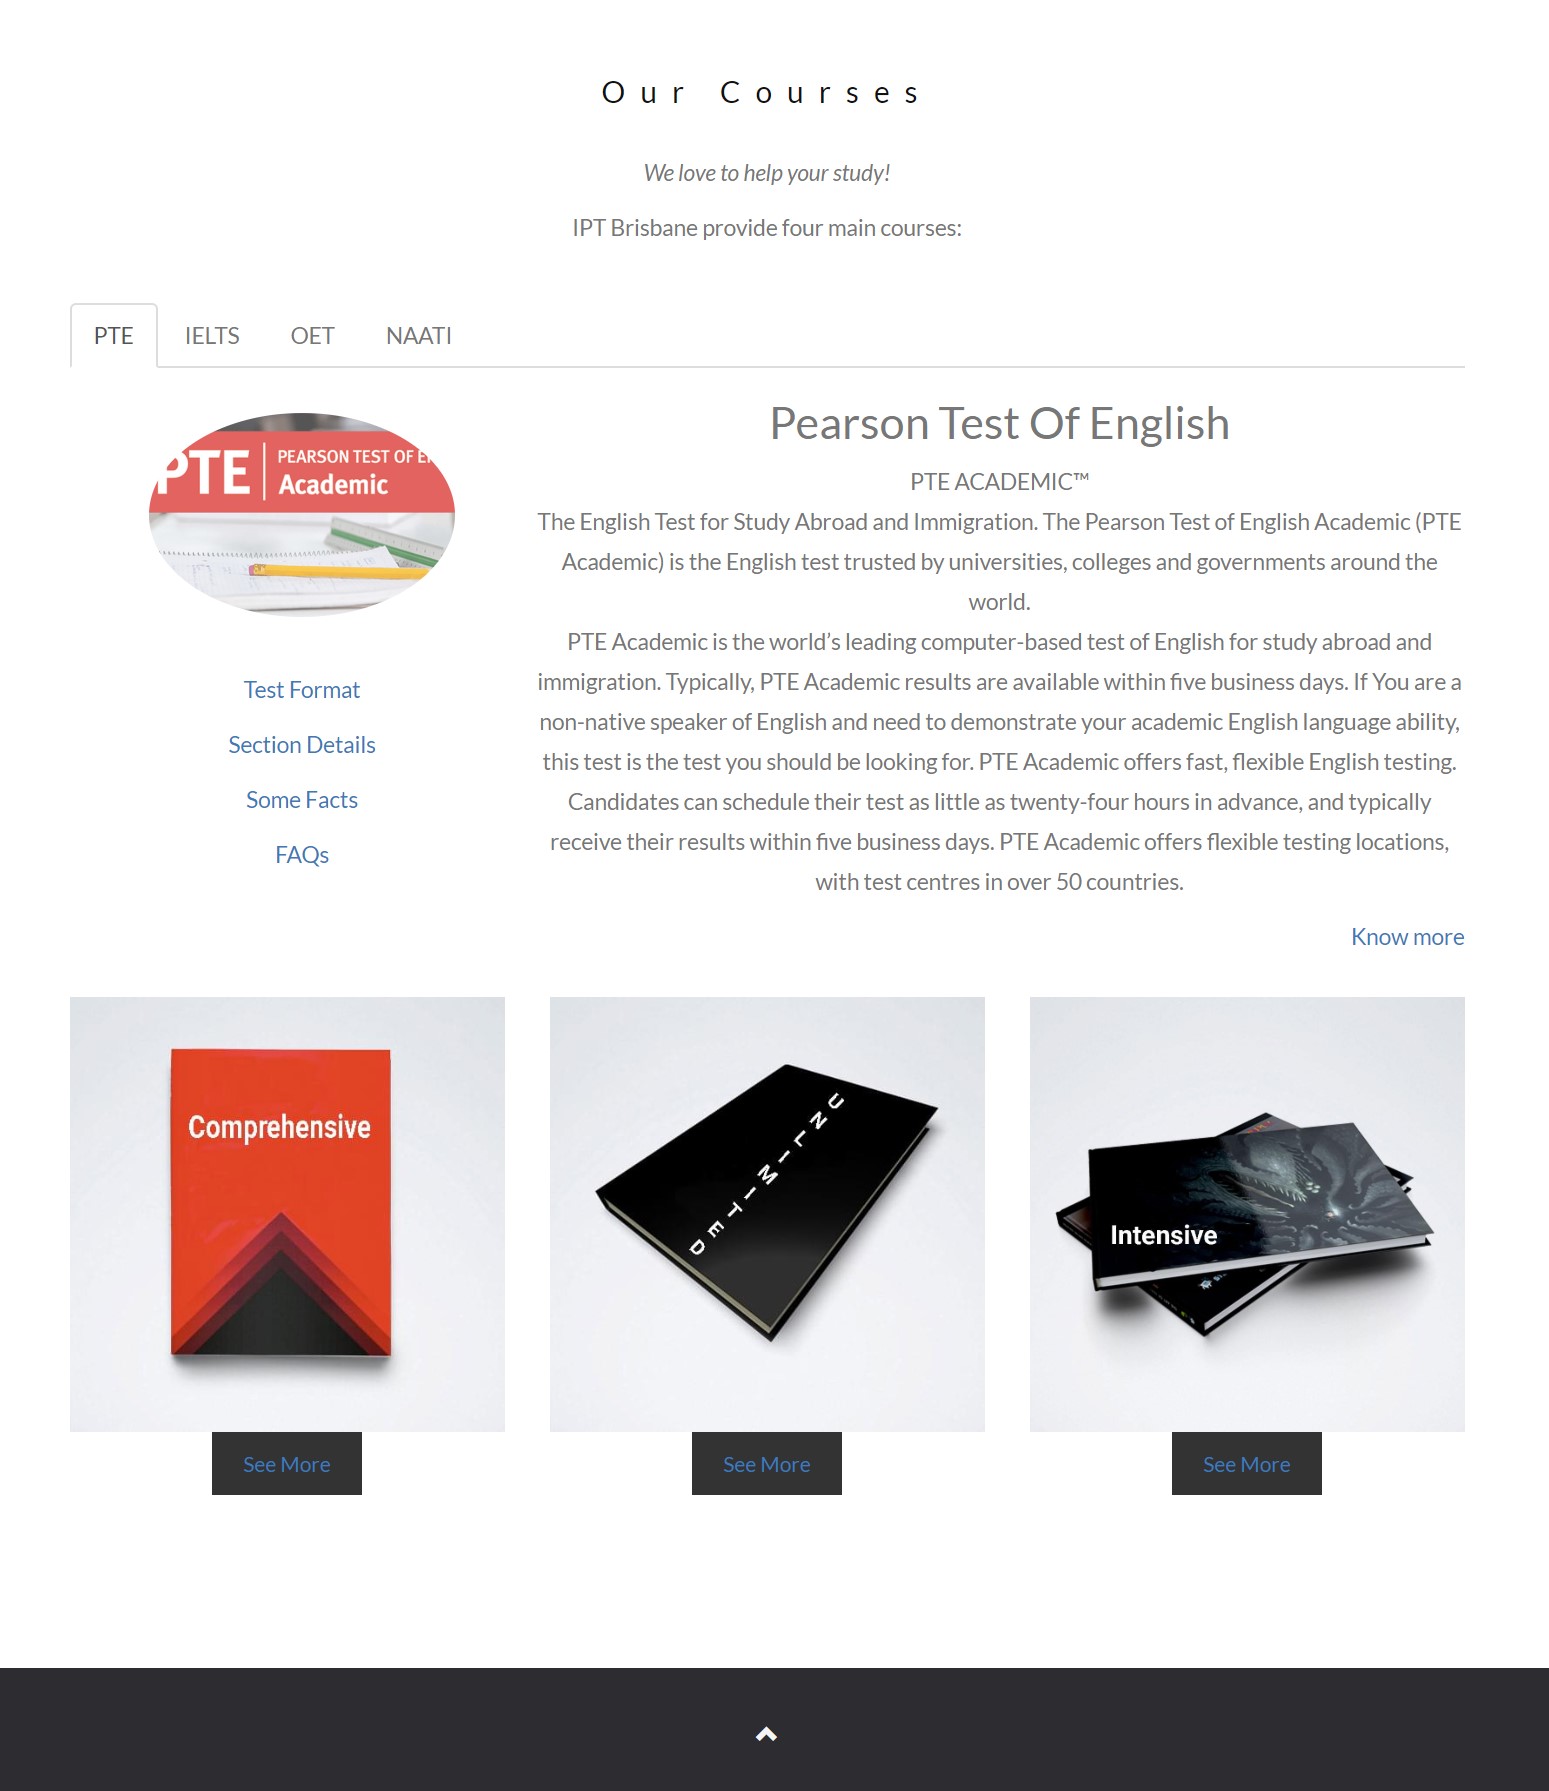 Our Courses
We love to help your study!
IPT Brisbane provide four main courses:
PTE IELTS OET NAATI
PTE PEARSON TEST OF
Academic
Test Format
Section Details
Some Facts
FAQs
Pearson Test Of English
PTE ACADEMIC™
The English Test for Study Abroad and Immigration. The Pearson Test of English Academic (PTE
Academic) is the English test trusted by universities, colleges and governments around the
world.
PTE Academic is the world’s leading computer-based test of English for study abroad and
immigration. Typically, PTE Academic results are available within five business days. If You are a
non-native speaker of English and need to demonstrate your academic English language ability,
this test is the test you should be looking for. PTE Academic offers fast, flexible English testing.
Candidates can schedule their test as little as twenty-four hours in advance, and typically
receive their results within five business days. PTE Academic offers flexible testing locations,
with test centres in over 50 countries.
Know more
Comprehensive
UNLIMITED
Intensive
See More
See More
See More